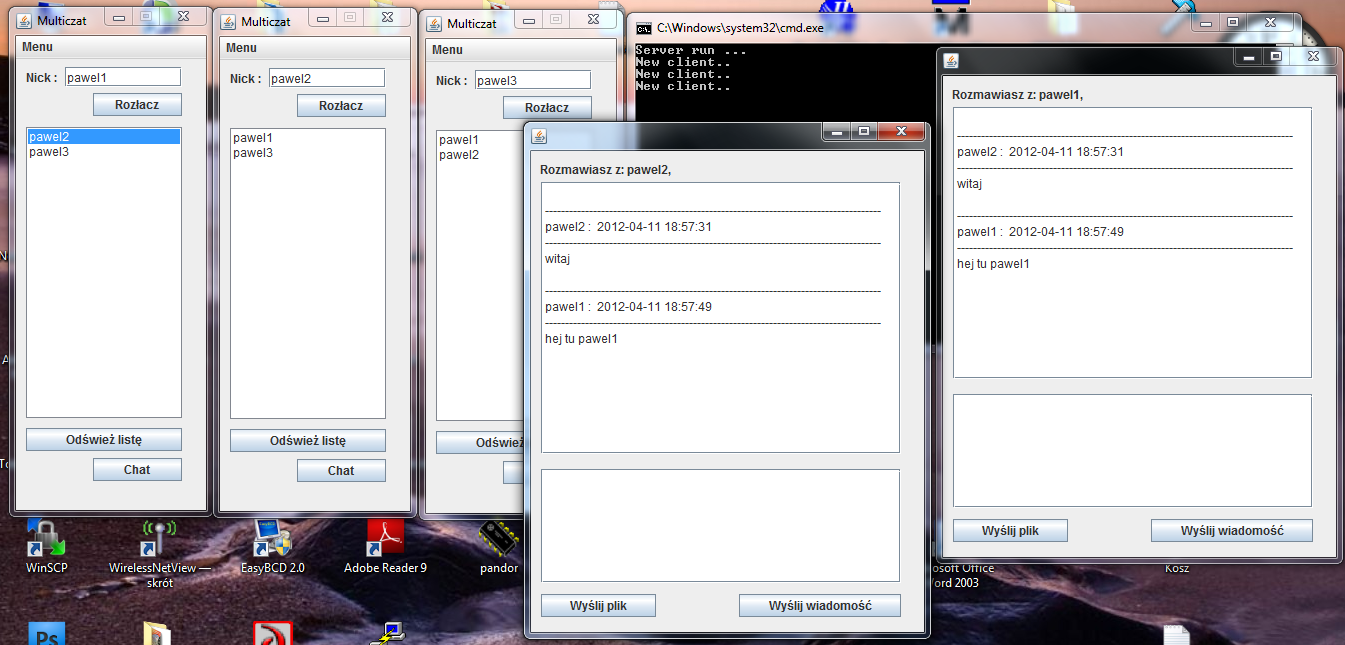 Multiczat
Menu
Nick :
pawel1
Rozłacz
pawel2
pawel3
Odśwież listę
Chat
Multiczat
Menu
Nick :
pawel2
Rozłacz
pawel1
pawel3
Odśwież listę
Chat
Multiczat
Menu
Nick :
pawel3
Rozłacz
pawel1
pawel2
C:\Windows\system32\cmd.exe
Server run ...
New client..
New client..
New client..
Rozmawiasz z: pawel2,
pawel2 : 2012-04-11 18:57:31
witaj
pawel1 : 2012-04-11 18:57:49
hej tu pawel1
Wyślij plik
Wyślij wiadomość
Rozmawiasz z: pawel1,
pawel2 : 2012-04-11 18:57:31
witaj
pawel1 : 2012-04-11 18:57:49
hej tu pawel1
Wyślij plik
Wyślij wiadomość
WinSCP
WirelessNetView —
skrót
EasyBCD 2.0
Adobe Reader 9
pandor
2003
Kosz
Ps